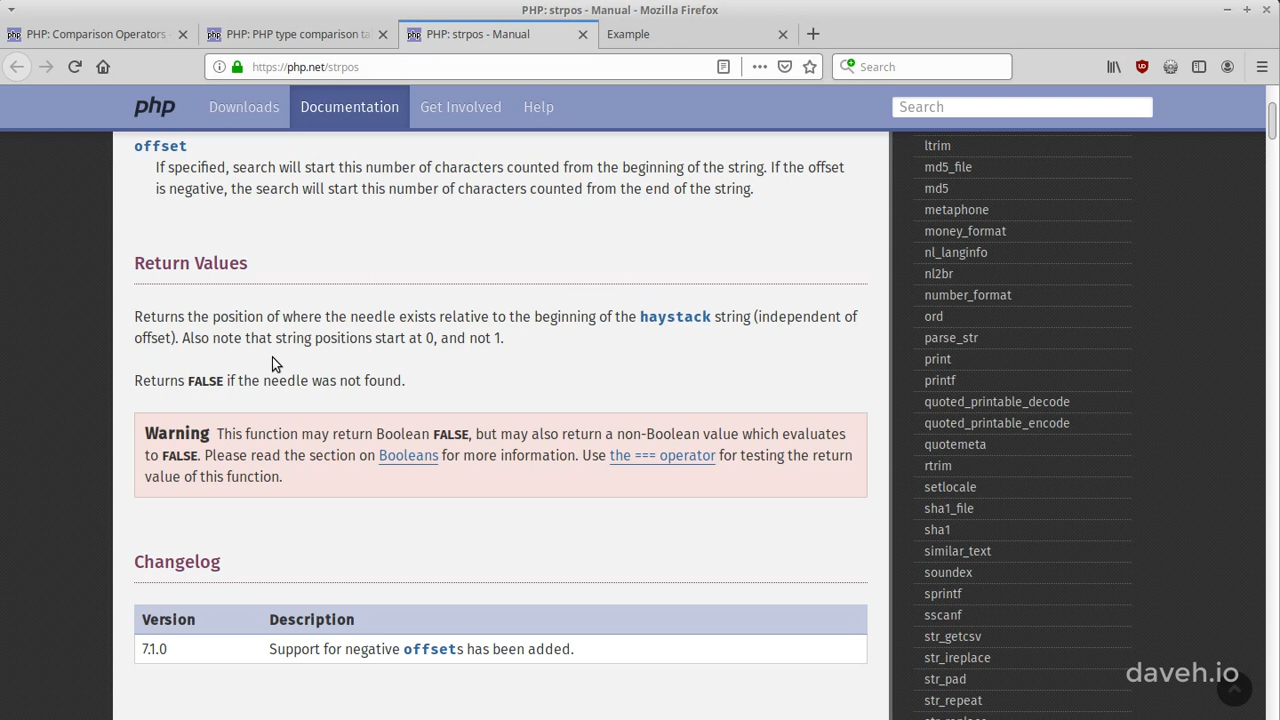 PHP: strpos - Manual - Mozilla Firefox
PHP: Comparison Operators -
PHP: PHP type comparison ta
PHP: strpos - Manual
Example
https://php.net/strpos
Search
php
Downloads
Documentation
Get Involved
Help
Search
offset
If specified, search will start this number of characters counted from the beginning of the string. If the offset
is negative, the search will start this number of characters counted from the end of the string.
Return Values
Returns the position of where the needle exists relative to the beginning of the haystack string (independent of
offset). Also note that string positions start at 0, and not 1.
Returns FALSE if the needle was not found.
Warning This function may return Boolean FALSE, but may also return a non-Boolean value which evaluates
to FALSE. Please read the section on Booleans for more information. Use the === operator for testing the return
value of this function.
Changelog
Version Description
7.1.0 Support for negative offsets has been added.
ltrim
md5_file
md5
metaphone
money_format
nl_langinfo
nl2br
number_format
ord
parse_str
print
printf
quoted_printable_decode
quoted_printable_encode
quotemeta
rtrim
setlocale
sha1_file
sha1
similar_text
soundex
sprintf
sscanf
str_getcsv
str_ireplace
str_pad
str_repeat
daveh.io